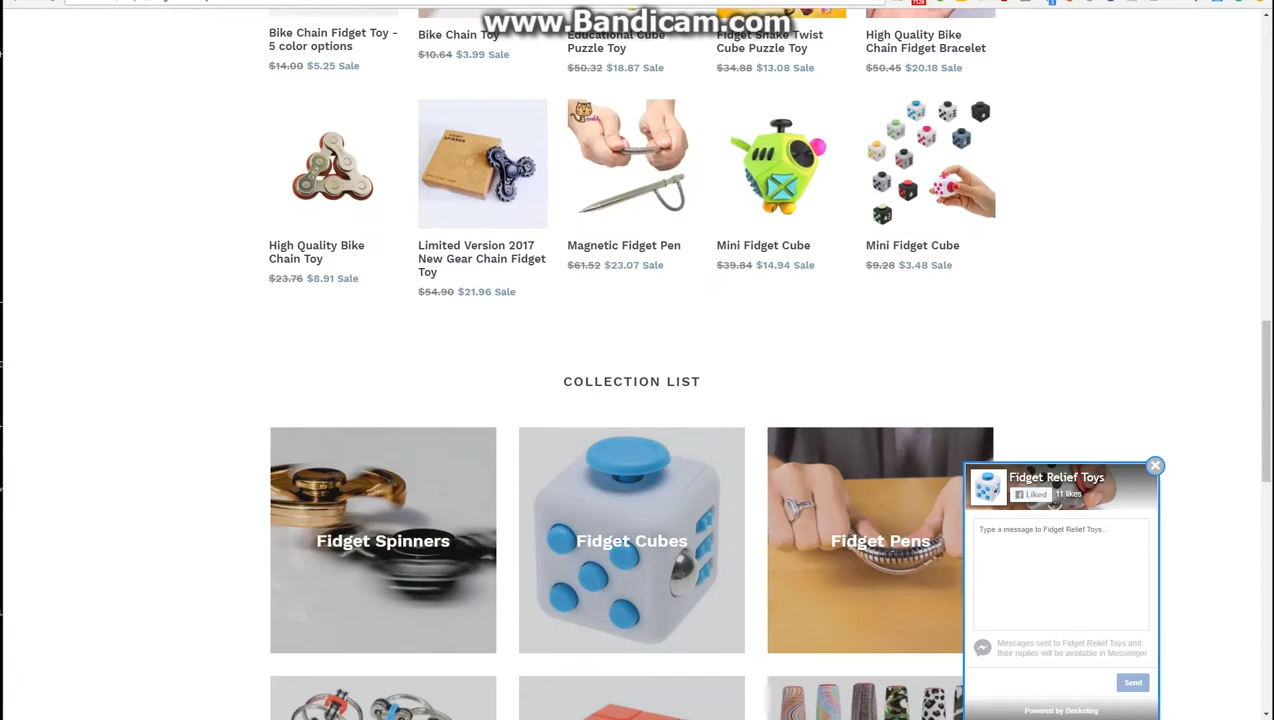 www.Bandicam.com
Bike Chain Fidget Toy -
5 color options
$14.00 $5.25 Sale
Bike Chain Toy
$10.64 $3.99 Sale
Educational Cube
Puzzle Toy
$50.32 $18.87 Sale
Fidget Snake Twist
Cube Puzzle Toy
$34.88 $13.08 Sale
High Quality Bike
Chain Fidget Bracelet
$50.45 $20.18 Sale
High Quality Bike
Chain Toy
$23.76 $8.91 Sale
Limited Version 2017
New Gear Chain Fidget
Toy
$54.90 $21.96 Sale
Magnetic Fidget Pen
$61.52 $23.07 Sale
Mini Fidget Cube
$39.84 $14.94 Sale
Mini Fidget Cube
$9.28 $3.48 Sale
COLLECTION LIST
Fidget Spinners
Fidget Cubes
Fidget Pens
Fidget Relief Toys
Liked
11 likes
Type a message to Fidget Relief Toys...
Messages sent to Fidget Relief Toys and
their replies will be available in Messenger
Send
Powered by Beeketing